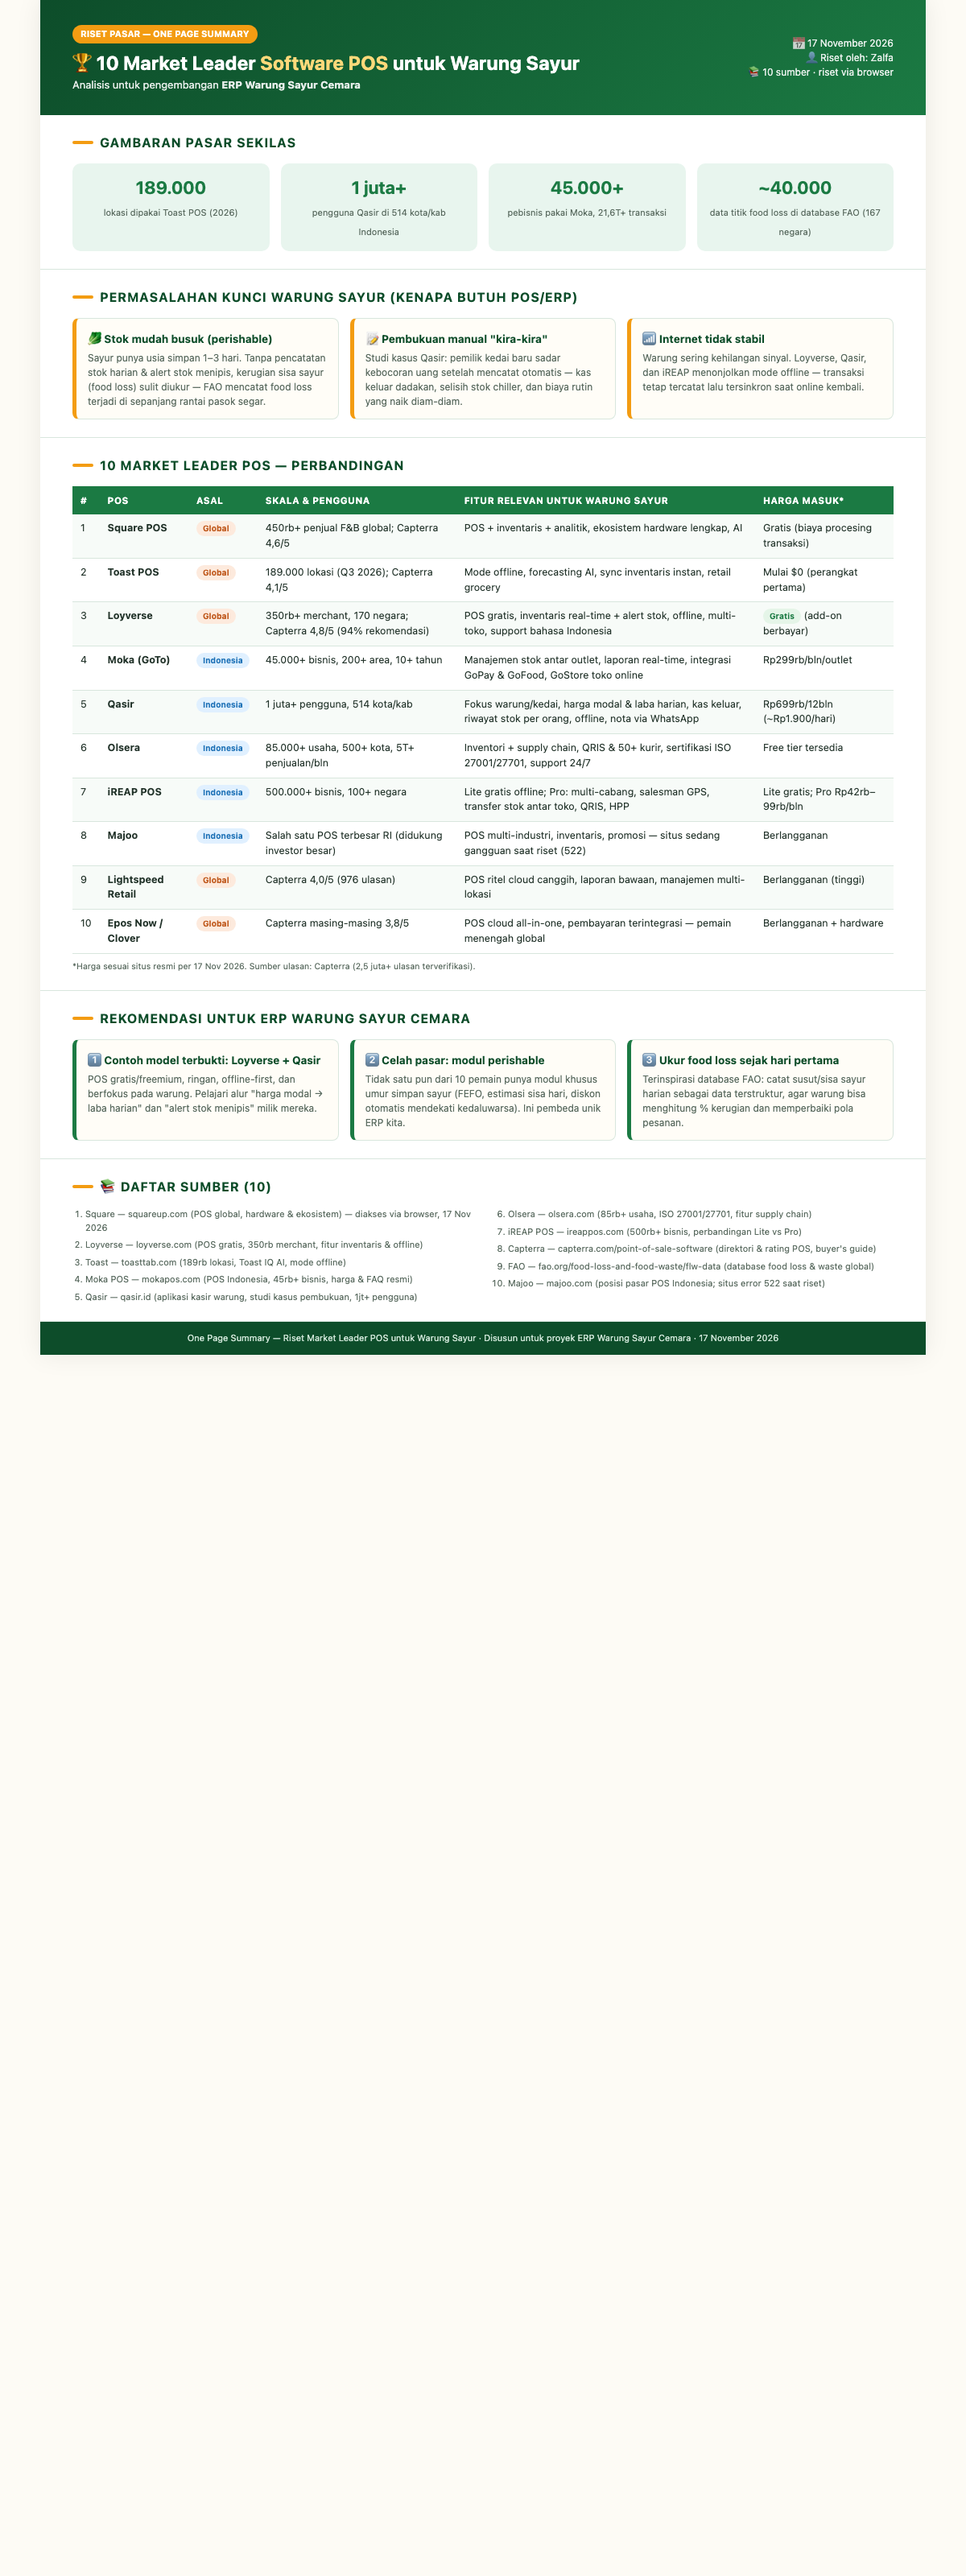 RISET PASAR — ONE PAGE SUMMARY
🏆 10 Market Leader Software POS untuk Warung Sayur
Analisis untuk pengembangan ERP Warung Sayur Cemara
📅 17 November 2026
👤 Riset oleh: Zalfa
📚 10 sumber · riset via browser
GAMBARAN PASAR SEKILAS
189.000
lokasi dipakai Toast POS (2026)
1 juta+
pengguna Qasir di 514 kota/kab
Indonesia
45.000+
pebisnis pakai Moka, 21,6T+ transaksi
~40.000
data titik food loss di database FAO (167
negara)
PERMASALAHAN KUNCI WARUNG SAYUR (KENAPA BUTUH POS/ERP)
🥬 Stok mudah busuk (perishable)
Sayur punya usia simpan 1–3 hari. Tanpa pencatatan
stok harian & alert stok menipis, kerugian sisa sayur
(food loss) sulit diukur — FAO mencatat food loss
terjadi di sepanjang rantai pasok segar.
📝 Pembukuan manual "kira-kira"
Studi kasus Qasir: pemilik kedai baru sadar
kebocoran uang setelah mencatat otomatis — kas
keluar dadakan, selisih stok chiller, dan biaya rutin
yang naik diam-diam.
📶 Internet tidak stabil
Warung sering kehilangan sinyal. Loyverse, Qasir,
dan iREAP menonjolkan mode offline — transaksi
tetap tercatat lalu tersinkron saat online kembali.
10 MARKET LEADER POS — PERBANDINGAN
# POS ASAL SKALA & PENGGUNA FITUR RELEVAN UNTUK WARUNG SAYUR HARGA MASUK*
1 Square POS Global 450rb+ penjual F&B global; Capterra POS + inventaris + analitik, ekosistem hardware lengkap, AI Gratis (biaya procesing
4,6/5 transaksi)
2 Toast POS Global 189.000 lokasi (Q3 2026); Capterra Mode offline, forecasting AI, sync inventaris instan, retail Mulai $0 (perangkat
4,1/5 grocery pertama)
3 Loyverse Global 350rb+ merchant, 170 negara; POS gratis, inventaris real-time + alert stok, offline, multi- Gratis (add-on
Capterra 4,8/5 (94% rekomendasi) toko, support bahasa Indonesia berbayar)
4 Moka (GoTo) Indonesia 45.000+ bisnis, 200+ area, 10+ tahun Manajemen stok antar outlet, laporan real-time, integrasi Rp299rb/bln/outlet
GoPay & GoFood, GoStore toko online
5 Qasir Indonesia 1 juta+ pengguna, 514 kota/kab Fokus warung/kedai, harga modal & laba harian, kas keluar, Rp699rb/12bln
riwayat stok per orang, offline, nota via WhatsApp (~Rp1.900/hari)
6 Olsera Indonesia 85.000+ usaha, 500+ kota, 5T+ Inventori + supply chain, QRIS & 50+ kurir, sertifikasi ISO Free tier tersedia
penjualan/bln 27001/27701, support 24/7
7 iREAP POS Indonesia 500.000+ bisnis, 100+ negara Lite gratis offline; Pro: multi-cabang, salesman GPS, Lite gratis; Pro Rp42rb–
transfer stok antar toko, QRIS, HPP 99rb/bln
8 Majoo Indonesia Salah satu POS terbesar RI (didukung POS multi-industri, inventaris, promosi — situs sedang Berlangganan
investor besar) gangguan saat riset (522)
9 Lightspeed Global Capterra 4,0/5 (976 ulasan) POS ritel cloud canggih, laporan bawaan, manajemen multi- Berlangganan (tinggi)
Retail lokasi
10 Epos Now / Global Capterra masing-masing 3,8/5 POS cloud all-in-one, pembayaran terintegrasi — pemain Berlangganan + hardware
Clover menengah global
*Harga sesuai situs resmi per 17 Nov 2026. Sumber ulasan: Capterra (2,5 juta+ ulasan terverifikasi).
REKOMENDASI UNTUK ERP WARUNG SAYUR CEMARA
1️⃣ Contoh model terbukti: Loyverse + Qasir
POS gratis/freemium, ringan, offline-first, dan
berfokus pada warung. Pelajari alur "harga modal →
laba harian" dan "alert stok menipis" milik mereka.
2️⃣ Celah pasar: modul perishable
Tidak satu pun dari 10 pemain punya modul khusus
umur simpan sayur (FEFO, estimasi sisa hari, diskon
otomatis mendekati kedaluwarsa). Ini pembeda unik
ERP kita.
3️⃣ Ukur food loss sejak hari pertama
Terinspirasi database FAO: catat susut/sisa sayur
harian sebagai data terstruktur, agar warung bisa
menghitung % kerugian dan memperbaiki pola
pesanan.
📚 DAFTAR SUMBER (10)
1. Square — squareup.com (POS global, hardware & ekosistem) — diakses via browser, 17 Nov
2026
2. Loyverse — loyverse.com (POS gratis, 350rb merchant, fitur inventaris & offline)
3. Toast — toasttab.com (189rb lokasi, Toast IQ AI, mode offline)
4. Moka POS — mokapos.com (POS Indonesia, 45rb+ bisnis, harga & FAQ resmi)
5. Qasir — qasir.id (aplikasi kasir warung, studi kasus pembukuan, 1jt+ pengguna)
6. Olsera — olsera.com (85rb+ usaha, ISO 27001/27701, fitur supply chain)
7. iREAP POS — ireappos.com (500rb+ bisnis, perbandingan Lite vs Pro)
8. Capterra — capterra.com/point-of-sale-software (direktori & rating POS, buyer's guide)
9. FAO — fao.org/food-loss-and-food-waste/flw-data (database food loss & waste global)
10. Majoo — majoo.com (posisi pasar POS Indonesia; situs error 522 saat riset)
One Page Summary — Riset Market Leader POS untuk Warung Sayur · Disusun untuk proyek ERP Warung Sayur Cemara · 17 November 2026